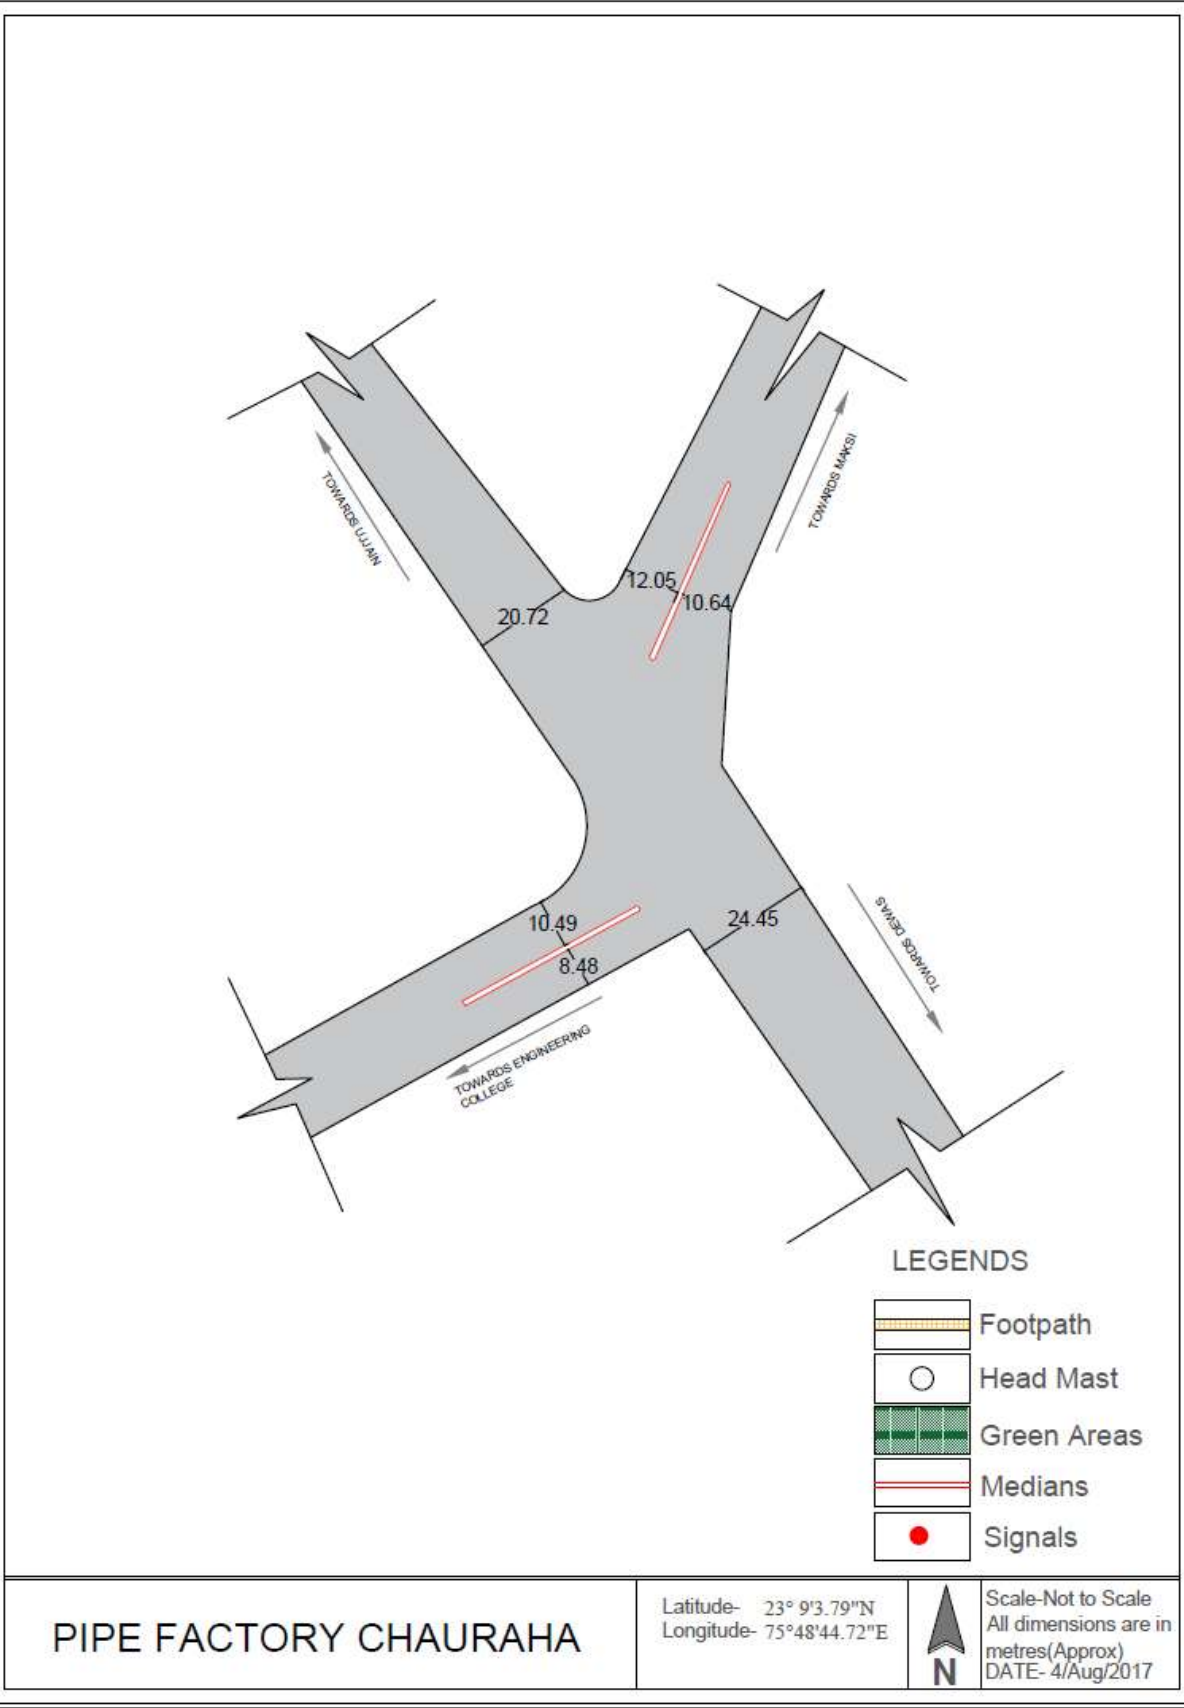 TOWARDS UJJAIN
TOWARDS MAKSI
12.05
10.64
20.72
10.49
8.48
24.45
TOWARDS DEWAS
TOWARDS ENGINEERING
COLLEGE
LEGENDS
Footpath
Head Mast
Green Areas
Medians
Signals
PIPE FACTORY CHAURAHA
Latitude- 23° 9'3.79"N
Longitude- 75°48'44.72"E
N
Scale-Not to Scale
All dimensions are in
metres(Approx)
DATE- 4/Aug/2017